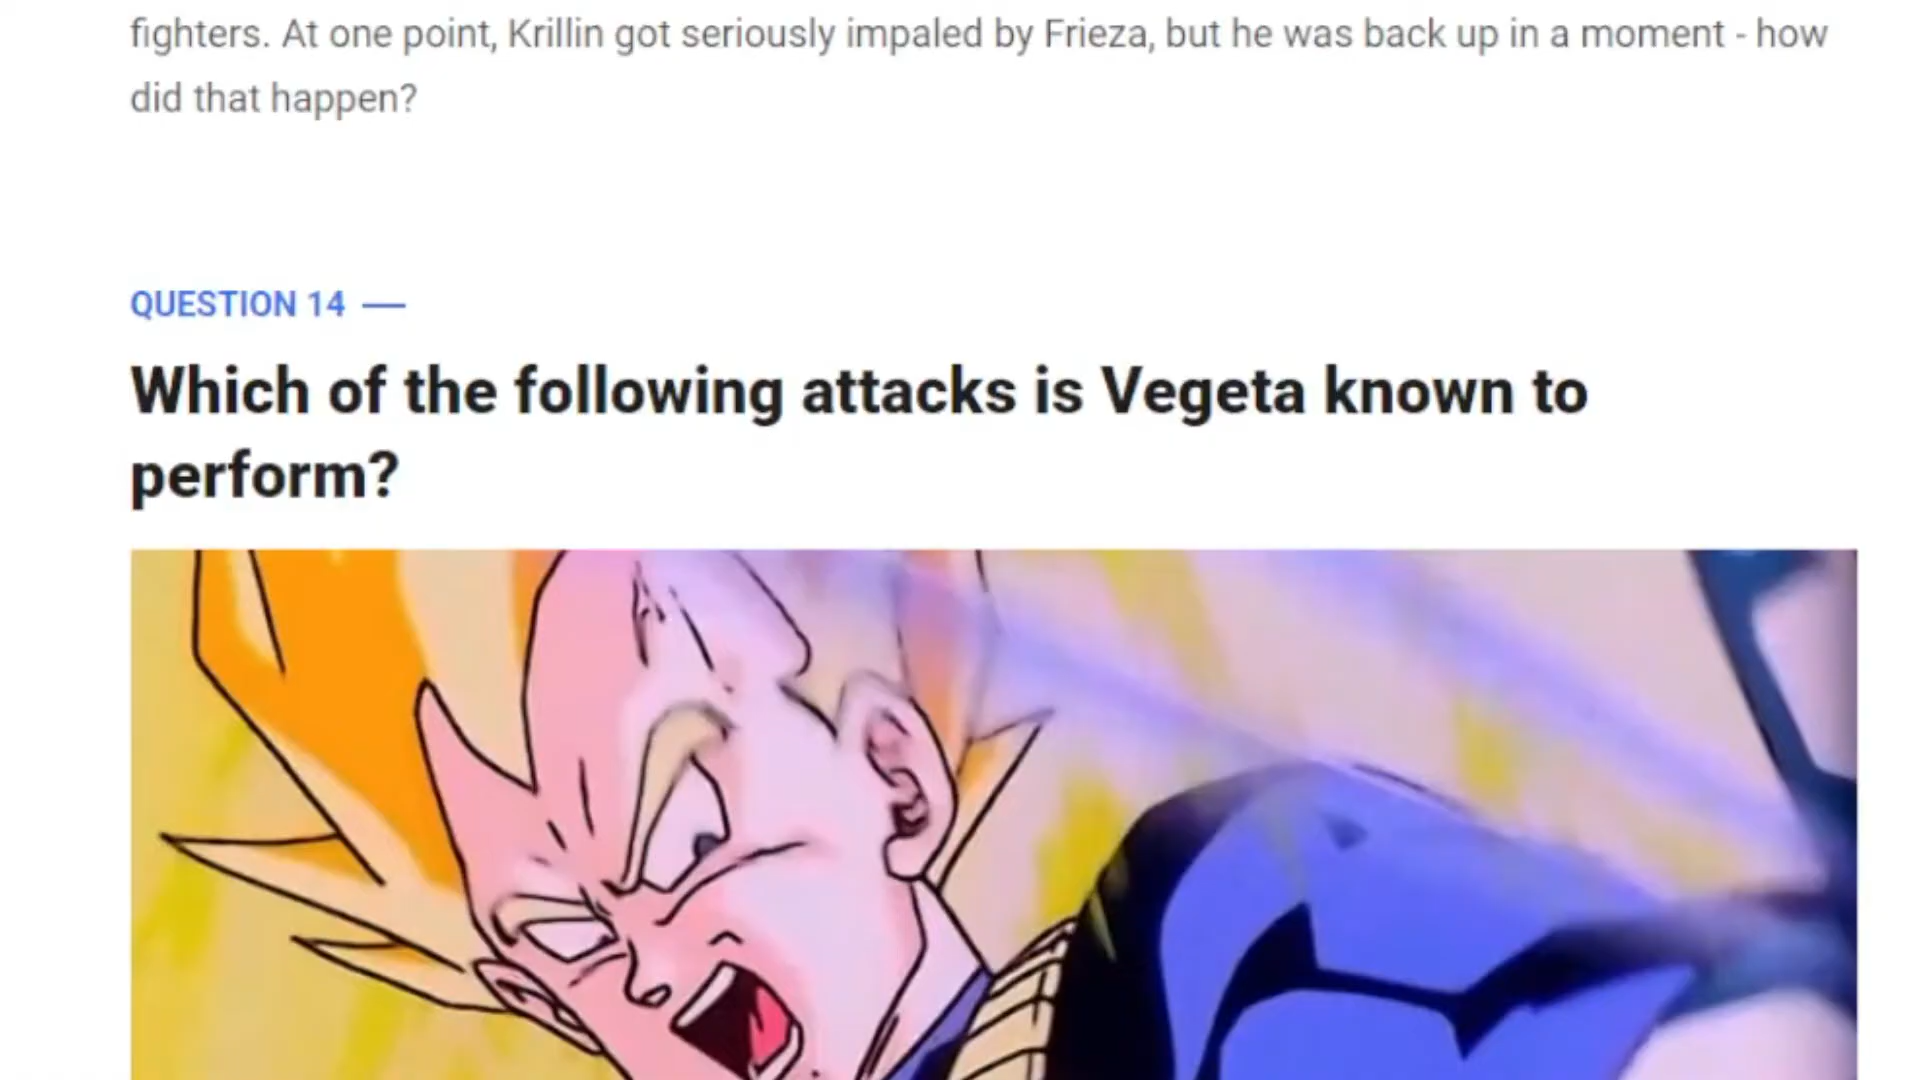 fighters. At one point, Krillin got seriously impaled by Frieza, but he was back up in a moment - how
did that happen?
QUESTION 14 —
Which of the following attacks is Vegeta known to
perform?